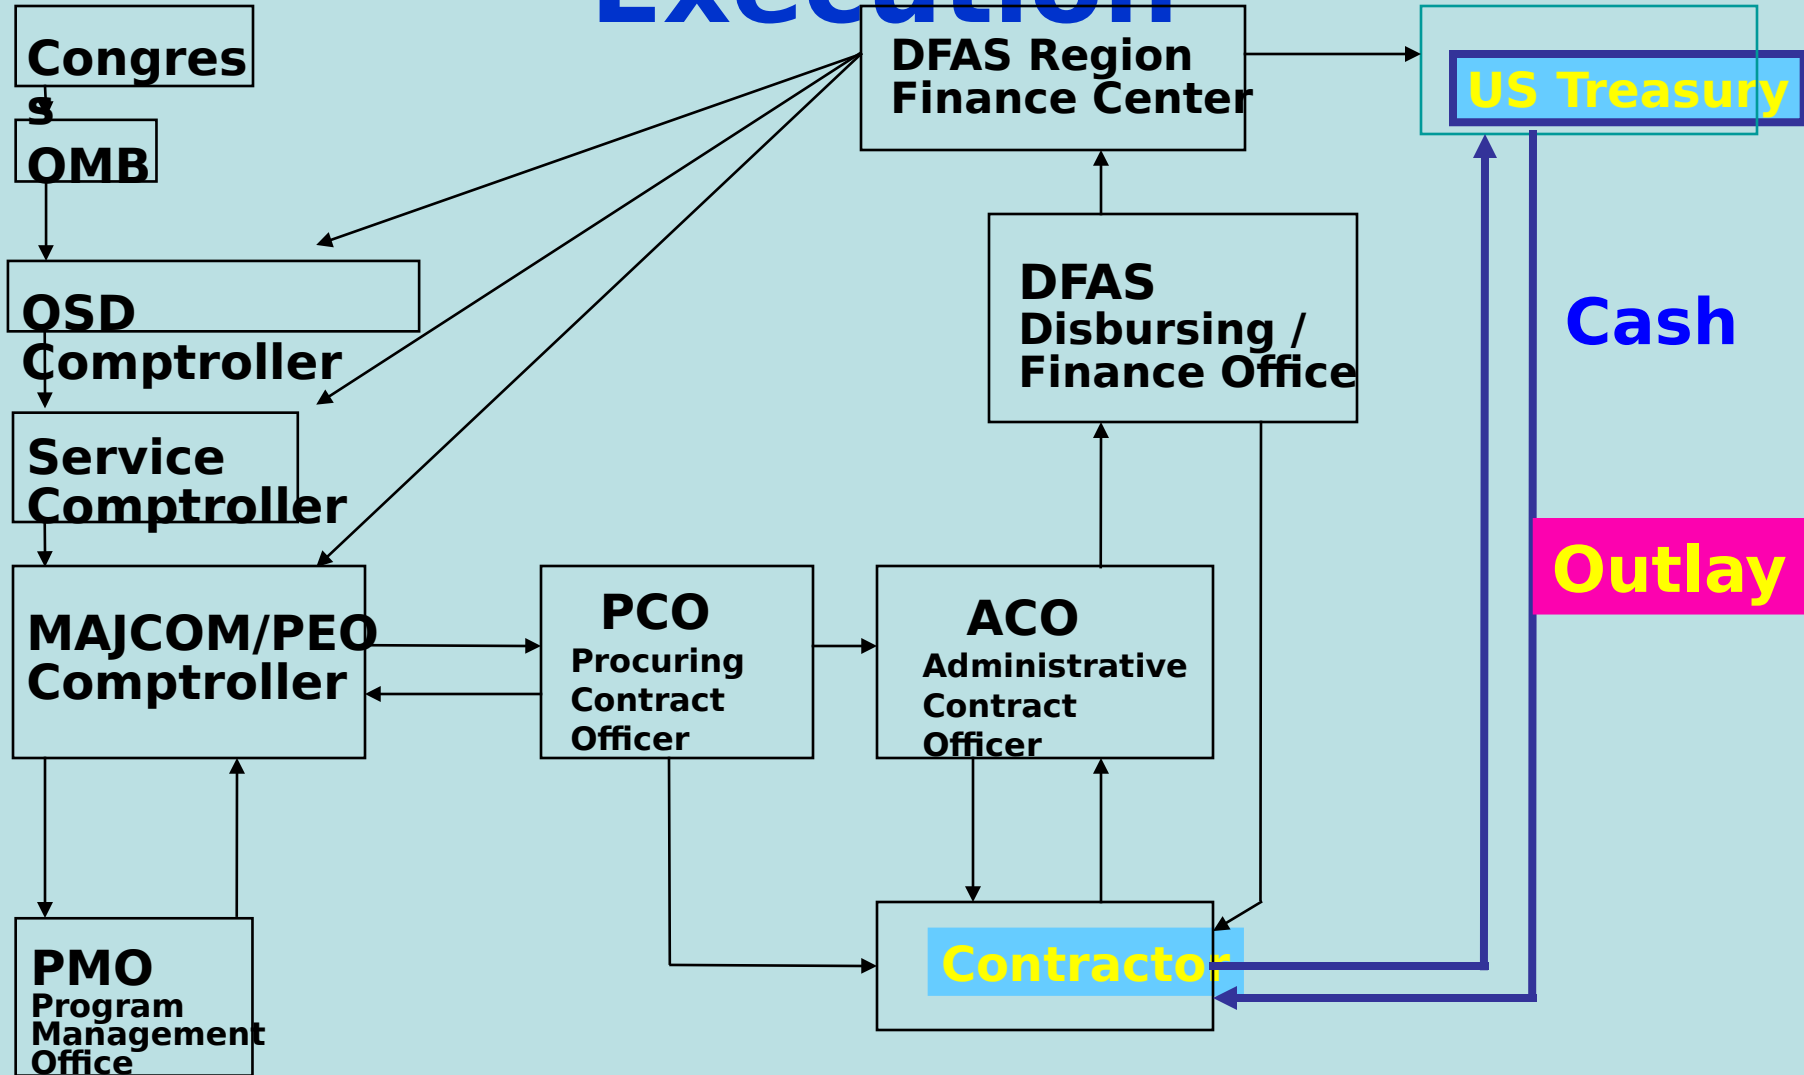 Execution
Congres
s
OMB
OSD
Comptroller
Service
Comptroller
MAJCOM/PEO
Comptroller
PMO
Program
Management
Office
PCO
Procuring
Contract
Officer
DFAS Region
Finance Center
DFAS
Disbursing /
Finance Office
ACO
Administrative
Contract
Officer
Contractor
US Treasury
Cash
Outlay